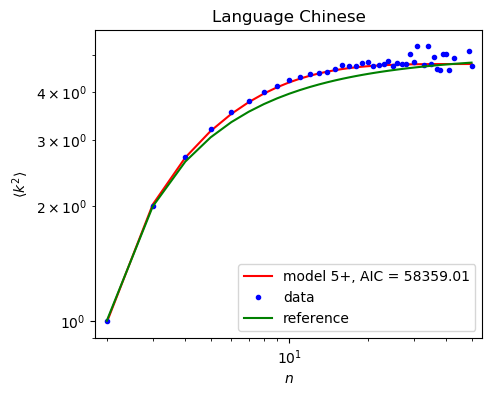 Language Chinese
4 × 10⁰
3 × 10⁰
2 × 10⁰
10⁰
⟨k²⟩
model 5+, AIC = 58359.01
data
reference
10¹
n